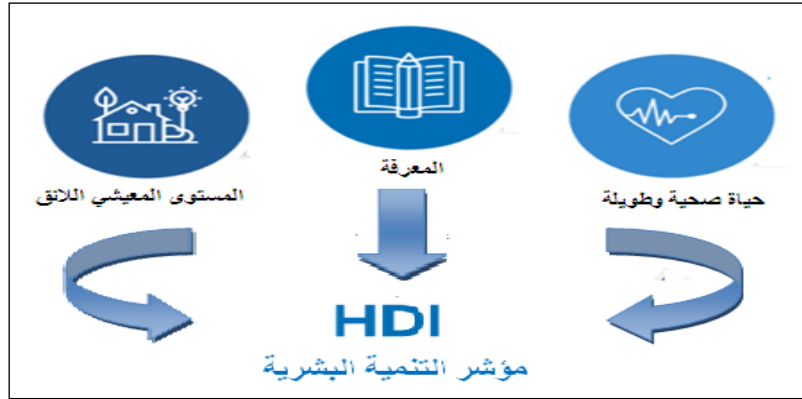 المعرفة
حياة صحية وطويلة
المستوى المعيشي اللائق
HDI
مؤشر التنمية البشرية